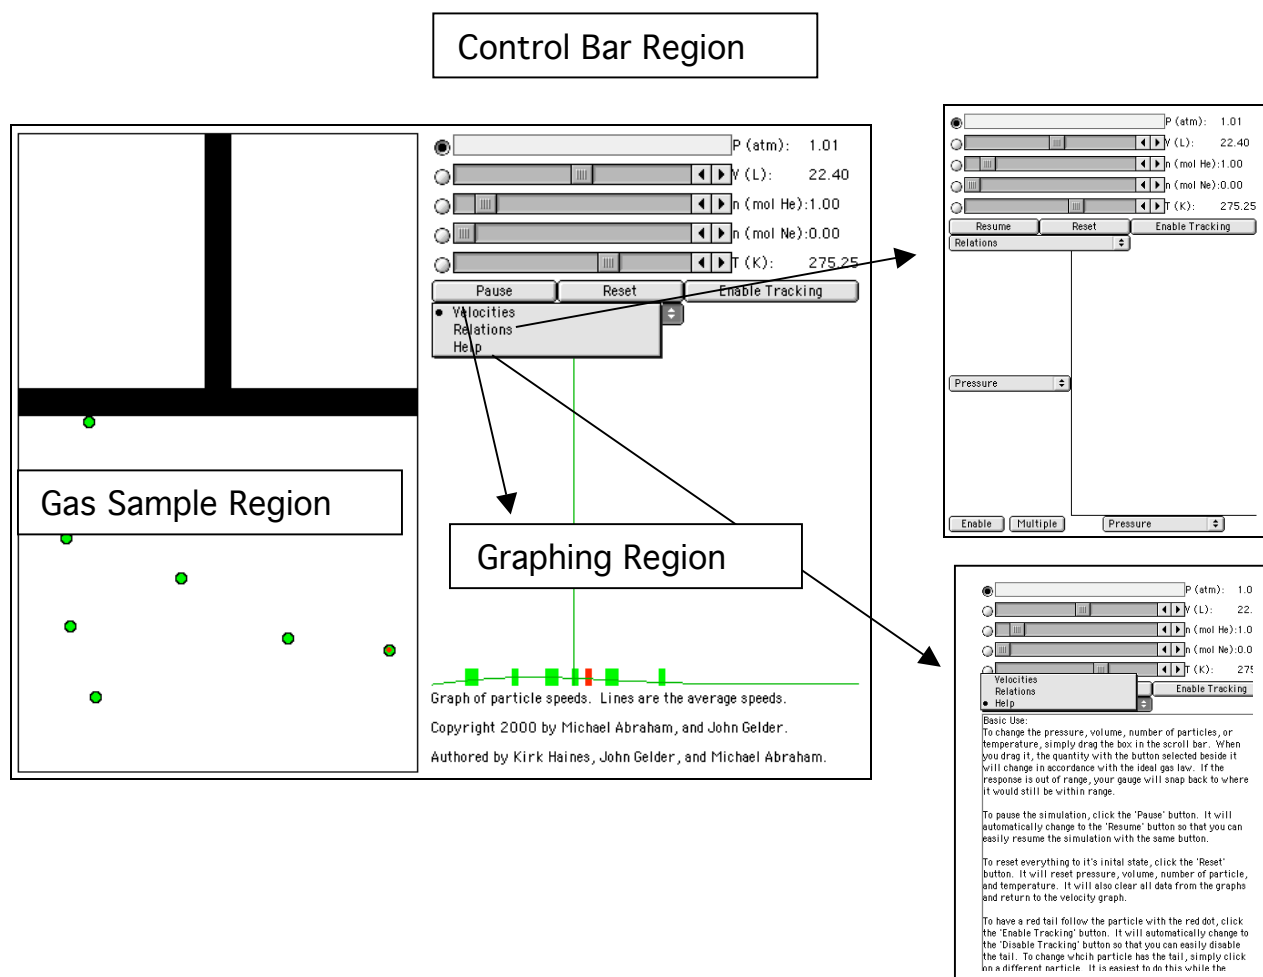 Control Bar Region
P (atm): 1.01
V (L): 22.40
n (mol He):1.00
n (mol Ne):0.00
T (K): 275.25
Pause Reset Enable Tracking
Velocities
Relations
Help
Gas Sample Region
Graphing Region
Graph of particle speeds. Lines are the average speeds.
Copyright 2000 by Michael Abraham, and John Gelder.
Authored by Kirk Haines, John Gelder, and Michael Abraham.
P (atm): 1.01
V (L): 22.40
n (mol He):1.00
n (mol Ne):0.00
T (K): 275.25
Resume Reset Enable Tracking
Relations
Pressure
Enable Multiple Pressure
P (atm): 1.0
V (L): 22.
n (mol He):1.0
n (mol Ne):0.0
T (K): 275
Velocities
Relations
Help
Enable Tracking
Basic Use:
To change the pressure, volume, number of particles, or
temperature, simply drag the box in the scroll bar. When
you drag it, the quantity with the button selected beside it
will change in accordance with the ideal gas law. If the
response is out of range, your gauge will snap back to where
it would still be within range.
To pause the simulation, click the 'Pause' button. It will
automatically change to the 'Resume' button so that you can
easily resume the simulation with the same button.
To reset everything to it's inital state, click the 'Reset'
button. It will reset pressure, volume, number of particle,
and temperature. It will also clear all data from the graphs
and return to the velocity graph.
To have a red tail follow the particle with the red dot, click
the 'Enable Tracking' button. It will automatically change to
the 'Disable Tracking' button so that you can easily disable
the tail. To change whcih particle has the tail, simply click
on a different particle. It is easiest to do this while the